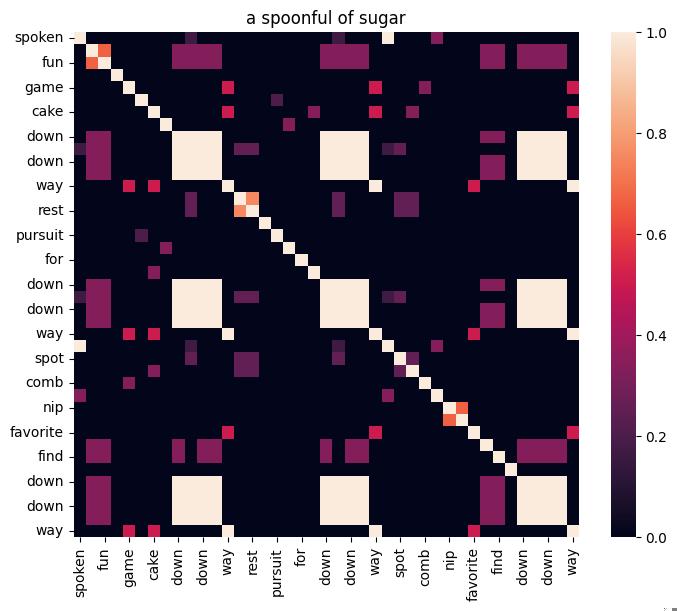 a spoonful of sugar
spoken
fun
game
cake
down
down
way
rest
pursuit
for
down
down
way
spot
comb
nip
favorite
find
down
down
way
spoken
fun
game
cake
down
down
way
rest
pursuit
for
down
down
way
spot
comb
nip
favorite
find
down
down
way
1.0
0.8
0.6
0.4
0.2
0.0